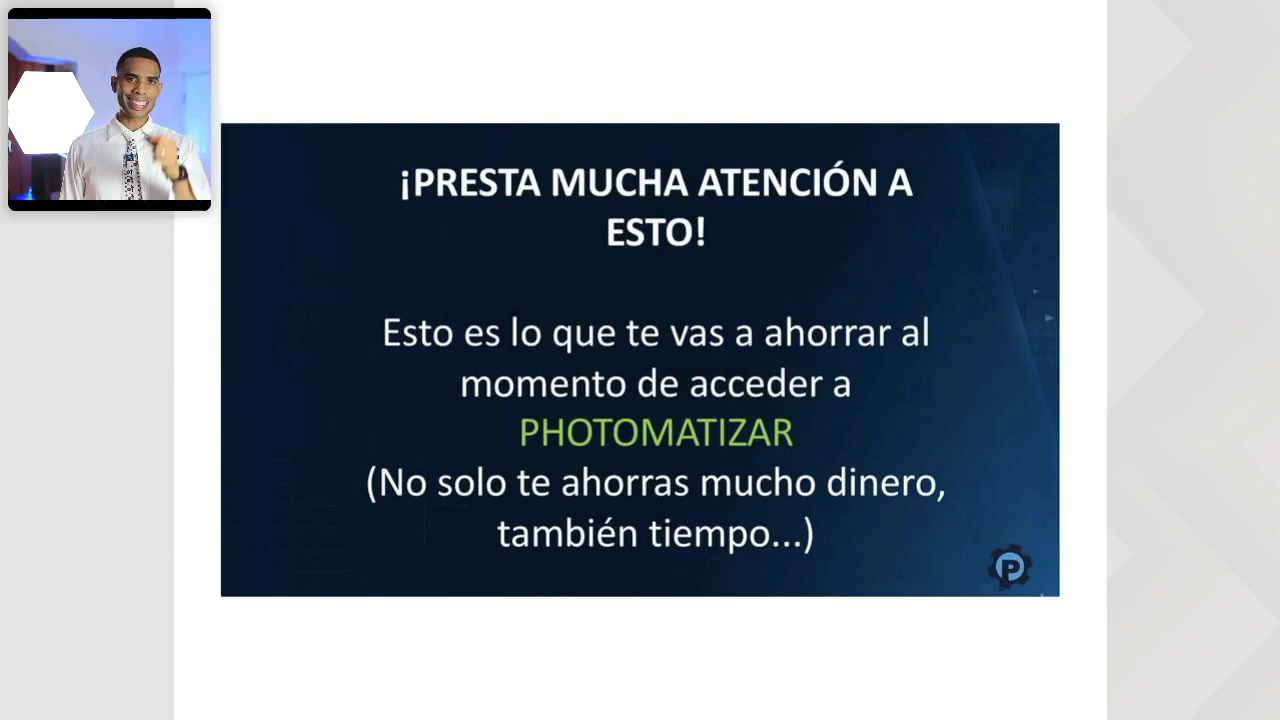 ¡PRESTA MUCHA ATENCIÓN A
ESTO!
Esto es lo que te vas a ahorrar al
momento de acceder a
PHOTOMATIZAR
(No solo te ahorras mucho dinero,
también tiempo...)
P